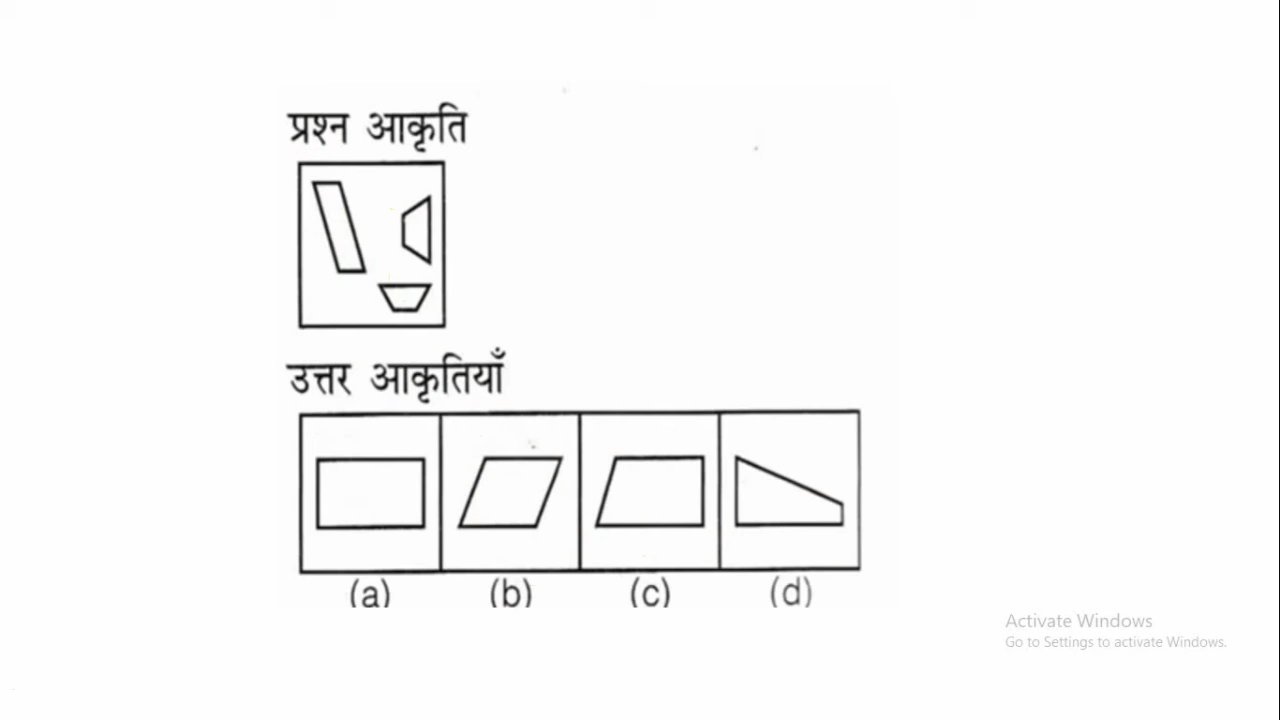 प्रश्न आकृति
उत्तर आकृतियाँ
(a) (b) (c) (d)
Activate Windows
Go to Settings to activate Windows.